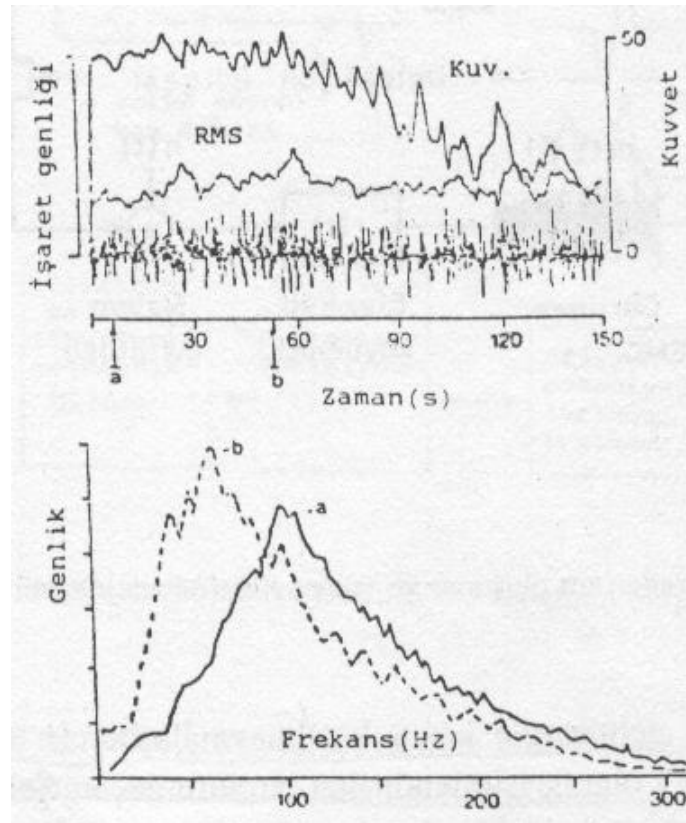 50
Kuv
Kuvvet
İşaret genliği
RMS
0
30 60 90 120 150
a b
Zaman(s)
b
a
Genlik
Frekans(Hz)
100 200 300